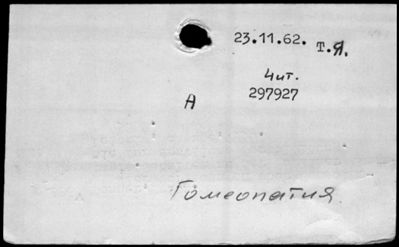 23.11.62. Т.Я.
Чит.
А 297927
Гомеопатия